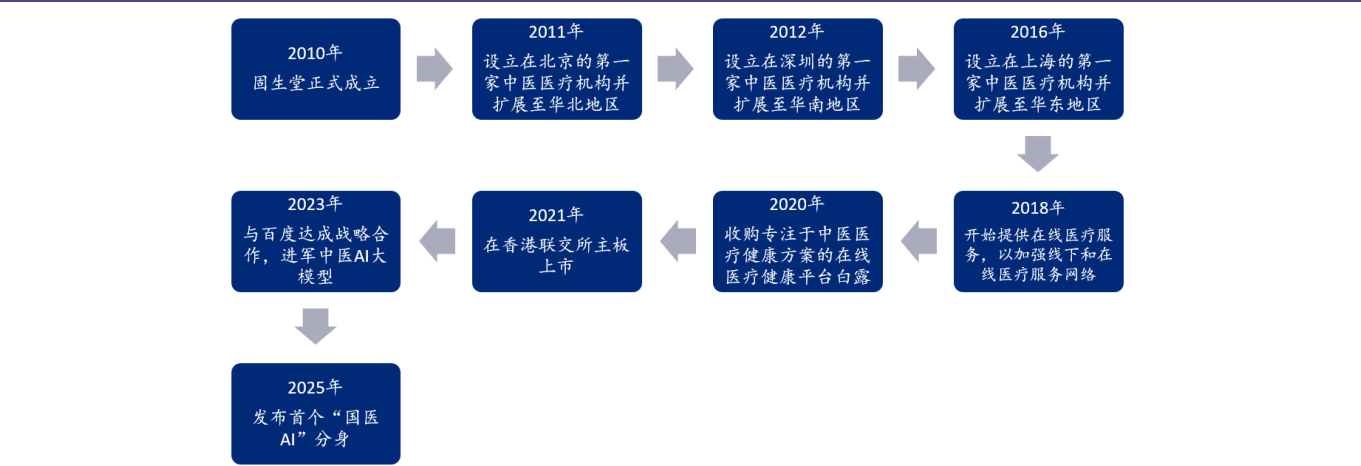 2010年
固生堂正式成立
2011年
设立在北京的第一
家中医医疗机构并
扩展至华北地区
2012年
设立在深圳的第一
家中医医疗机构并
扩展至华南地区
2016年
设立在上海的第一
家中医医疗机构并
扩展至华东地区
2018年
开始提供在线医疗服
务，以加强线下和在
线医疗服务网络
2020年
收购专注于中医医
疗健康方案的在线
医疗健康平台白露
2021年
在香港联交所主板
上市
2023年
与百度达成战略合
作，进军中医AI大
模型
2025年
发布首个“国医
AI”分身